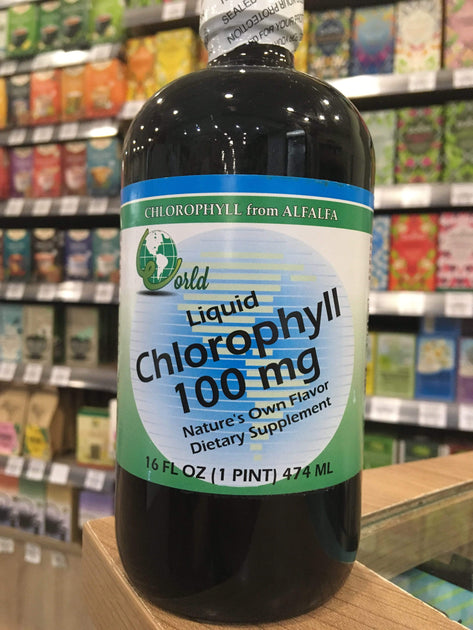 SEALED
PROTECTION
CHLOROPHYLL from ALFALFA
World
Liquid
Chlorophyll
100 mg
Nature's Own Flavor
Dietary Supplement
16 FL OZ (1 PINT) 474 ML